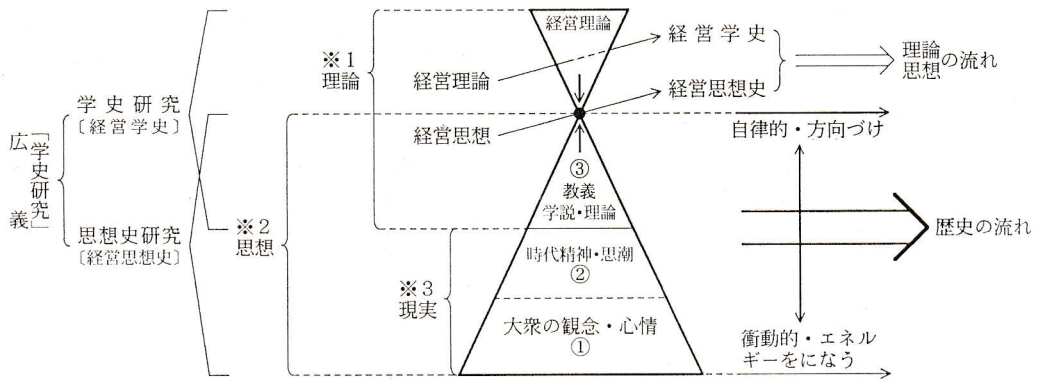 広義
「学史研究」
学史研究
〔経営学史〕
思想史研究
〔経営思想史〕
※1
理論
※2
思想
※3
現実
経営理論
経営理論
経営思想
経営学史
経営思想史
理論
思想
の流れ
③
教義
学説・理論
時代精神・思潮
②
大衆の観念・心情
①
自律的・方向づけ
歴史の流れ
衝動的・エネル
ギーをになう